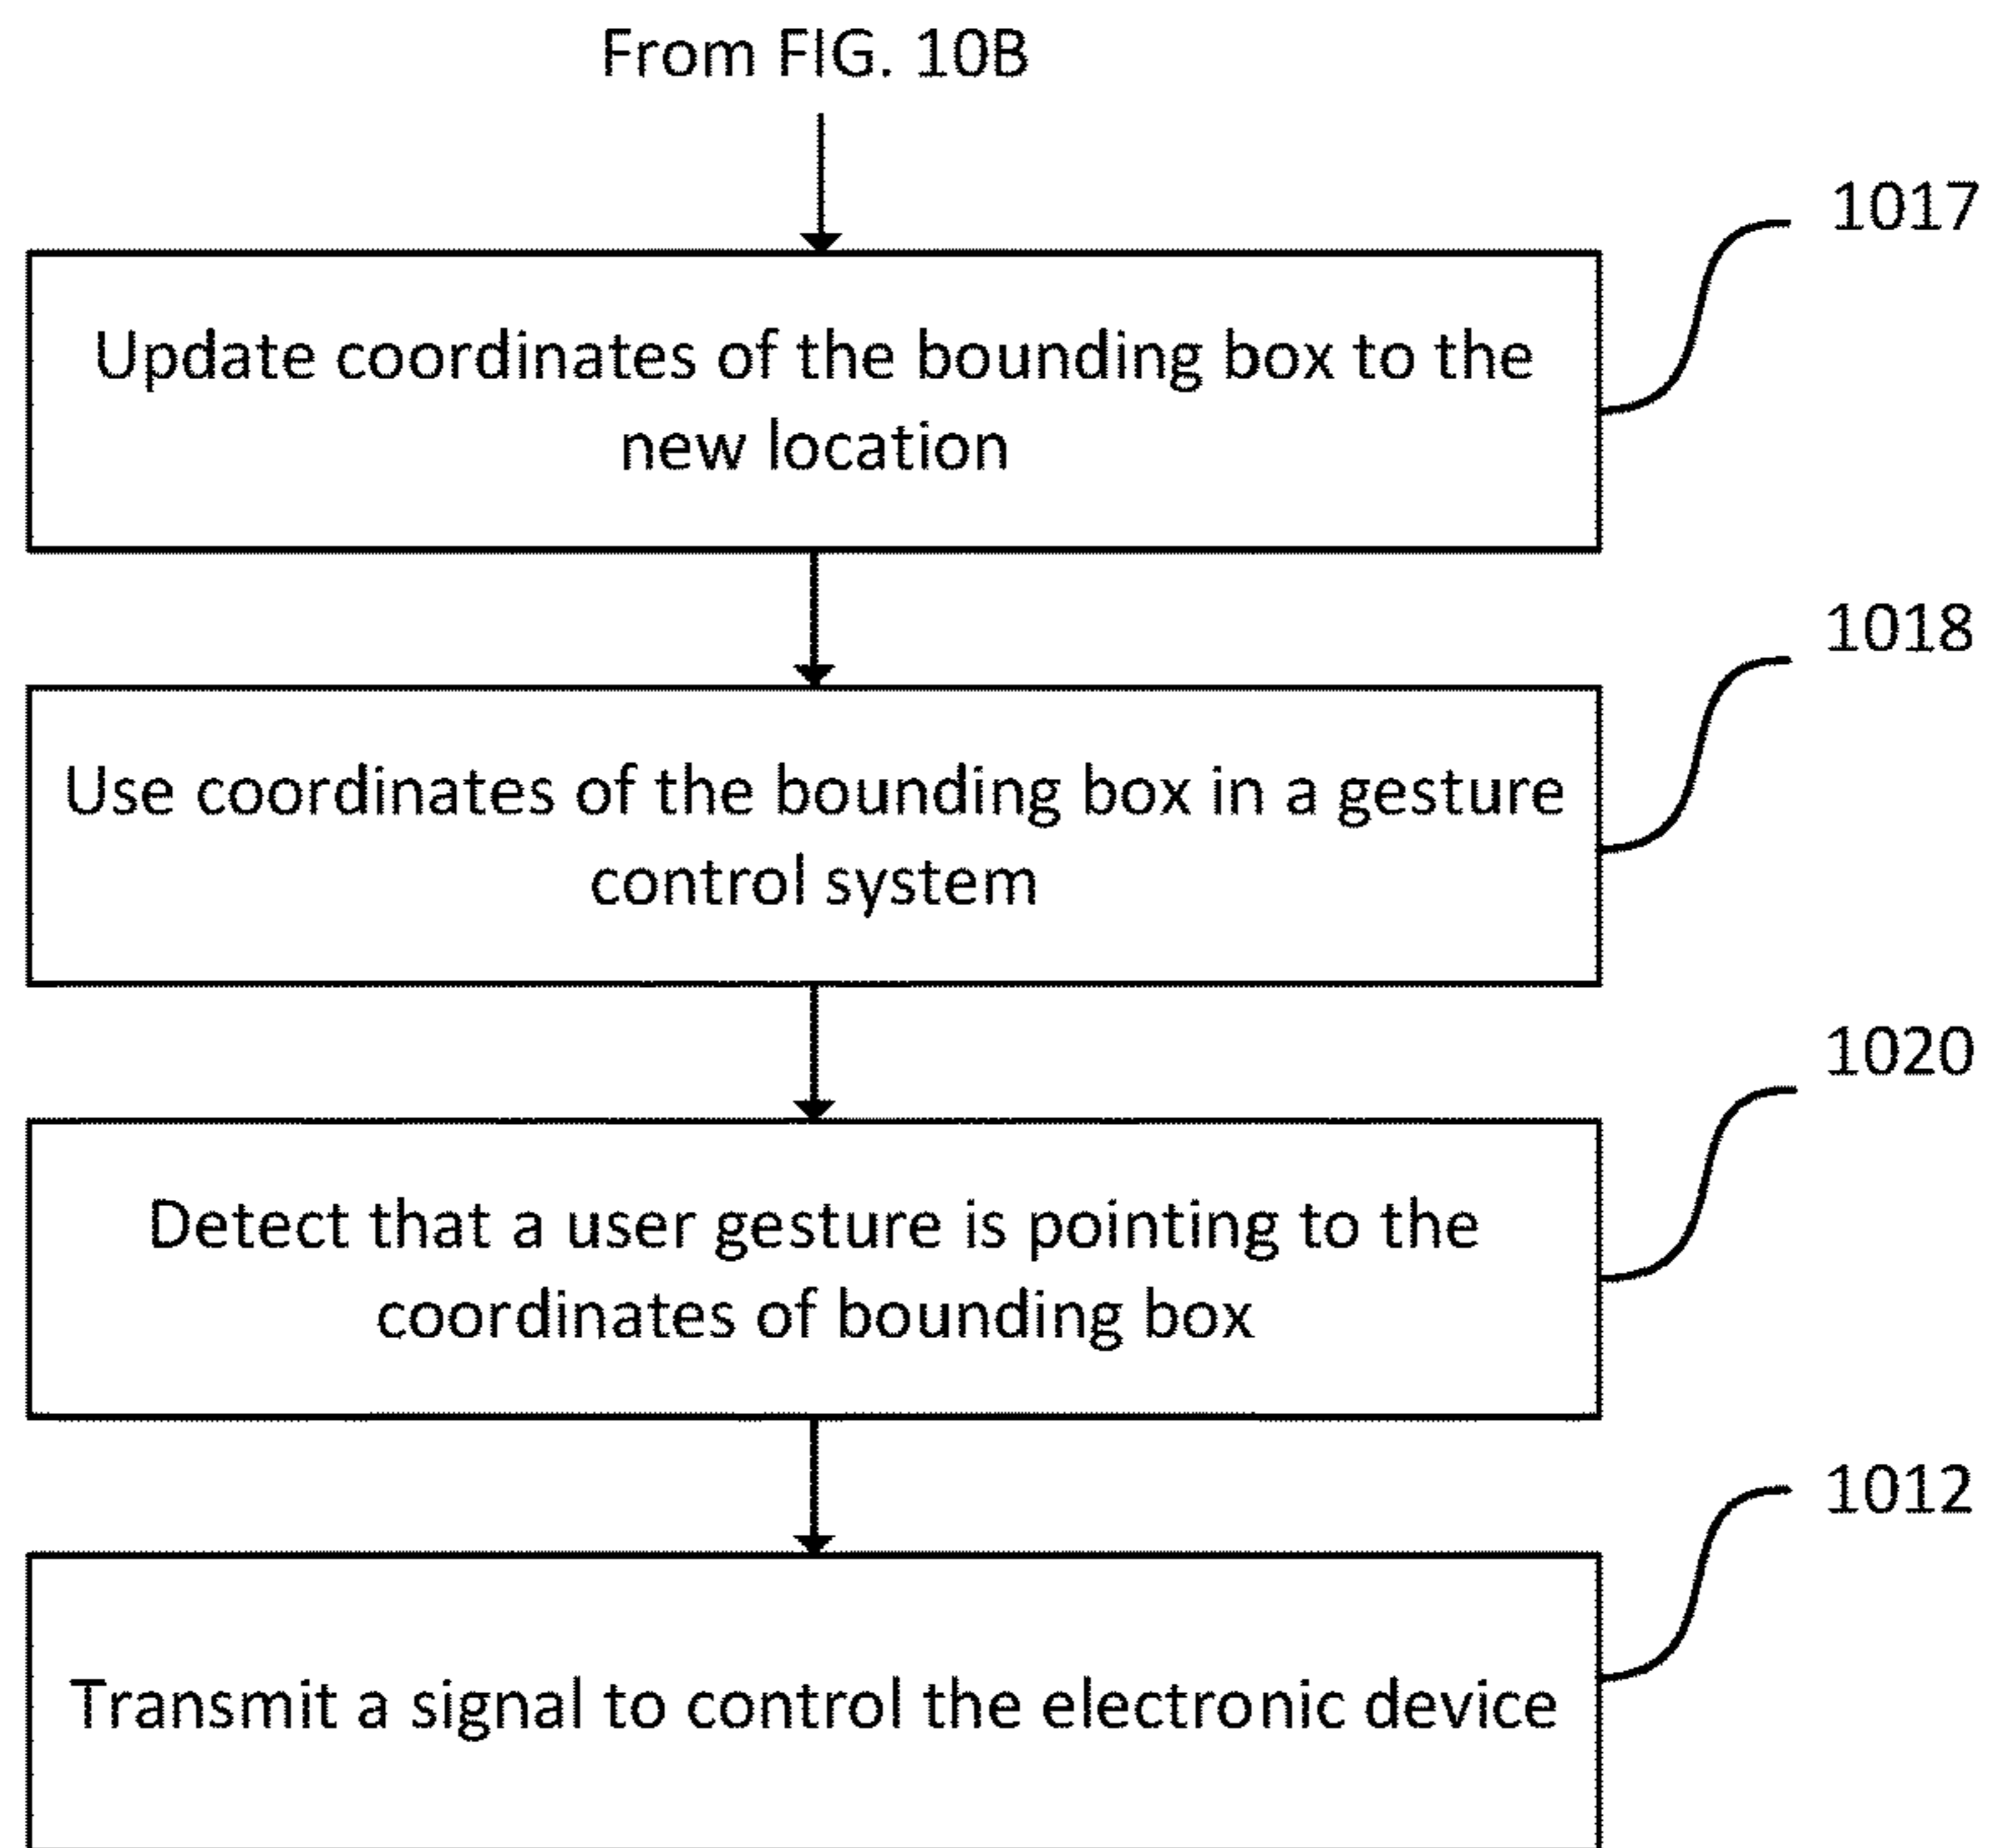 From FIG. 10B
1017
Update coordinates of the bounding box to the
new location
1018
Use coordinates of the bounding box in a gesture
control system
1020
Detect that a user gesture is pointing to the
coordinates of bounding box
1012
Transmit a signal to control the electronic device